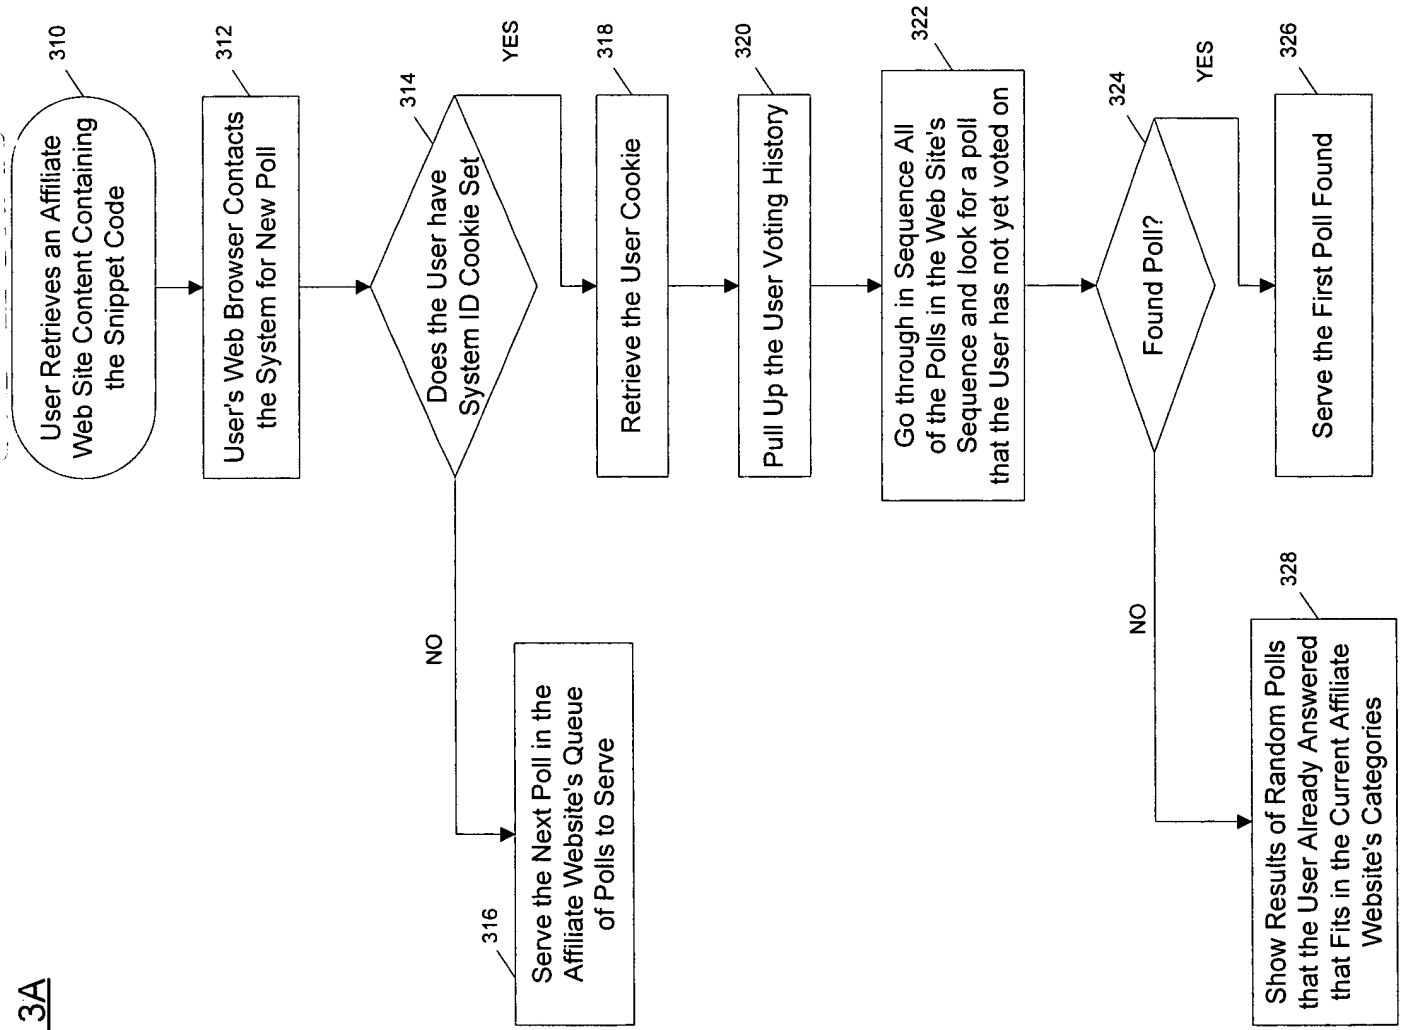 3A
310
User Retrieves an Affiliate
Web Site Content Containing
the Snippet Code
312
User's Web Browser Contacts
the System for New Poll
314
Does the User have
System ID Cookie Set
YES
NO
316
Serve the Next Poll in the
Affiliate Website's Queue
of Polls to Serve
318
Retrieve the User Cookie
320
Pull Up the User Voting History
322
Go through in Sequence All
of the Polls in the Web Site's
Sequence and look for a poll
that the User has not yet voted on
324
Found Poll?
YES
NO
326
Serve the First Poll Found
328
Show Results of Random Polls
that the User Already Answered
that Fits in the Current Affiliate
Website's Categories